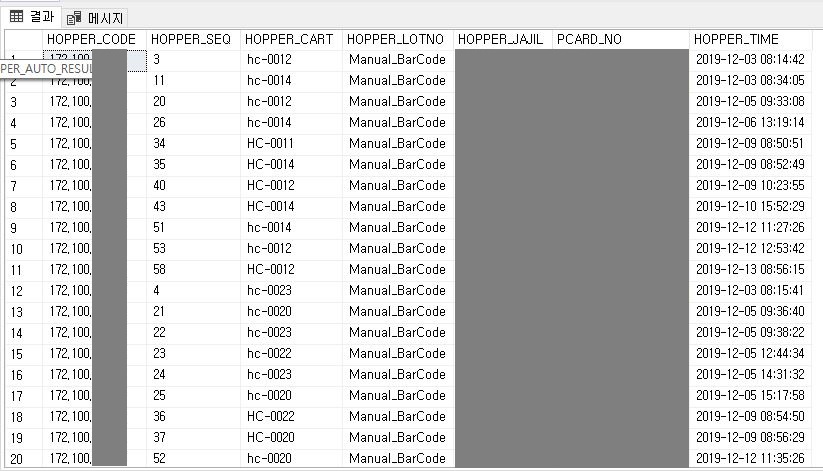 결과 메시지
HOPPER_CODE HOPPER_SEQ HOPPER_CART HOPPER_LOTNO HOPPER_JAJIL PCARD_NO HOPPER_TIME
1 172,100, 3 hc-0012 Manual_BarCode 2019-12-03 08:14:42
PER_AUTO_RESUL
2 172,100, 11 hc-0014 Manual_BarCode 2019-12-03 08:34:05
3 172,100, 20 hc-0012 Manual_BarCode 2019-12-05 09:33:08
4 172,100, 26 hc-0014 Manual_BarCode 2019-12-06 13:19:14
5 172,100, 34 HC-0011 Manual_BarCode 2019-12-09 08:50:51
6 172,100, 35 HC-0014 Manual_BarCode 2019-12-09 08:52:49
7 172,100, 40 HC-0012 Manual_BarCode 2019-12-09 10:23:55
8 172,100, 43 HC-0014 Manual_BarCode 2019-12-10 15:52:29
9 172,100, 51 hc-0014 Manual_BarCode 2019-12-12 11:27:26
10 172,100, 53 hc-0012 Manual_BarCode 2019-12-12 12:53:42
11 172,100, 58 HC-0012 Manual_BarCode 2019-12-13 08:56:15
12 172,100, 4 hc-0023 Manual_BarCode 2019-12-03 08:15:41
13 172,100, 21 hc-0020 Manual_BarCode 2019-12-05 09:36:40
14 172,100, 22 hc-0023 Manual_BarCode 2019-12-05 09:38:22
15 172,100, 23 hc-0022 Manual_BarCode 2019-12-05 12:44:34
16 172,100, 24 hc-0023 Manual_BarCode 2019-12-05 14:31:32
17 172,100, 25 hc-0020 Manual_BarCode 2019-12-05 15:17:58
18 172,100, 36 HC-0022 Manual_BarCode 2019-12-09 08:54:50
19 172,100, 37 HC-0020 Manual_BarCode 2019-12-09 08:56:29
20 172,100, 52 hc-0020 Manual_BarCode 2019-12-12 11:35:26